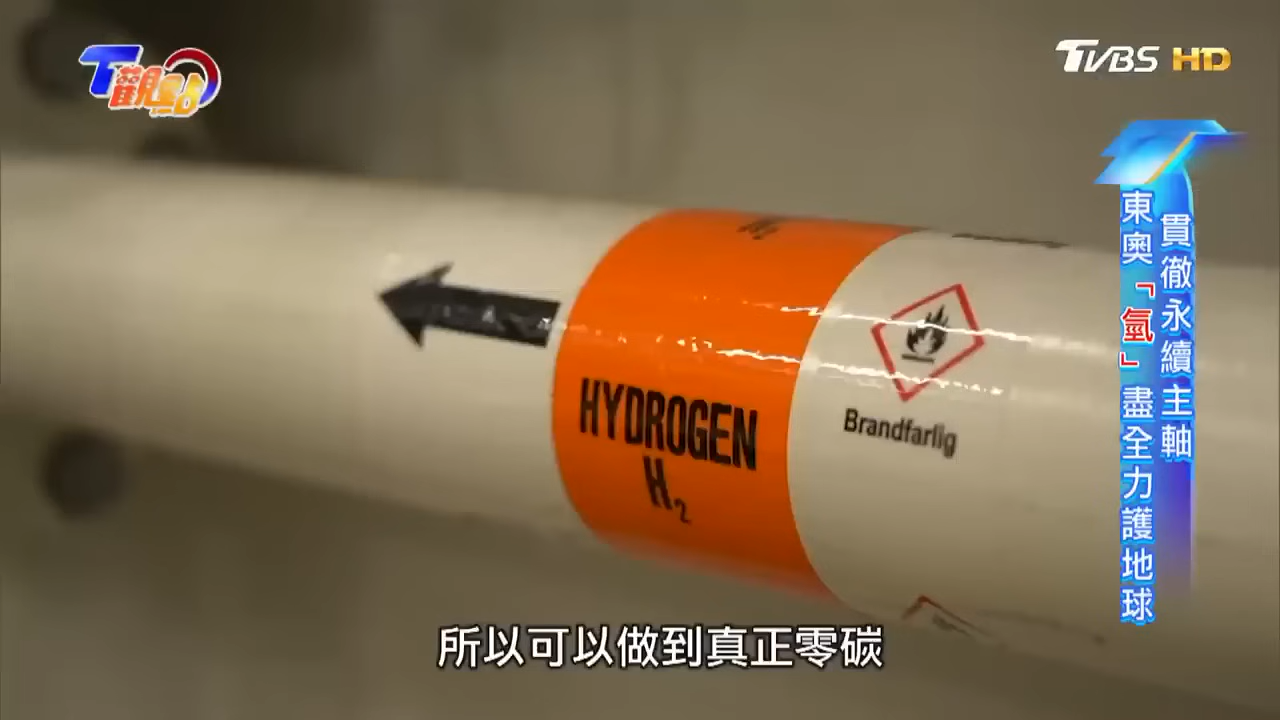 T觀點
TVBS HD
貫徹永續主軸
東奧「氫」盡全力護地球
HYDROGEN
H₂
Brandfarlig
所以可以做到真正零碳